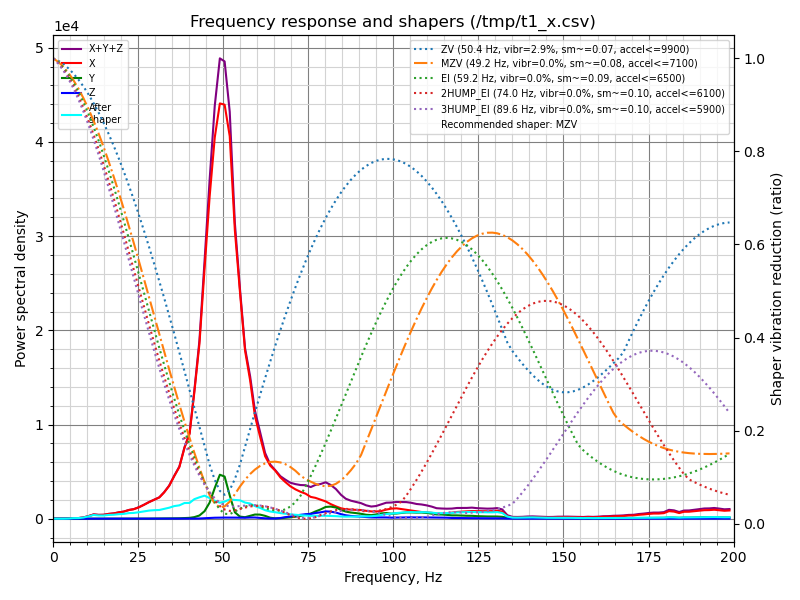 Frequency response and shapers (/tmp/t1_x.csv)
1e4
X+Y+Z
X
Y
Z
After
shaper
ZV (50.4 Hz, vibr=2.9%, sm~=0.07, accel<=9900)
MZV (49.2 Hz, vibr=0.0%, sm~=0.08, accel<=7100)
EI (59.2 Hz, vibr=0.0%, sm~=0.09, accel<=6500)
2HUMP_EI (74.0 Hz, vibr=0.0%, sm~=0.10, accel<=6100)
3HUMP_EI (89.6 Hz, vibr=0.0%, sm~=0.10, accel<=5900)
Recommended shaper: MZV
Power spectral density
5
4
3
2
1
0
Shaper vibration reduction (ratio)
1.0
0.8
0.6
0.4
0.2
0.0
0 25 50 75 100 125 150 175 200
Frequency, Hz